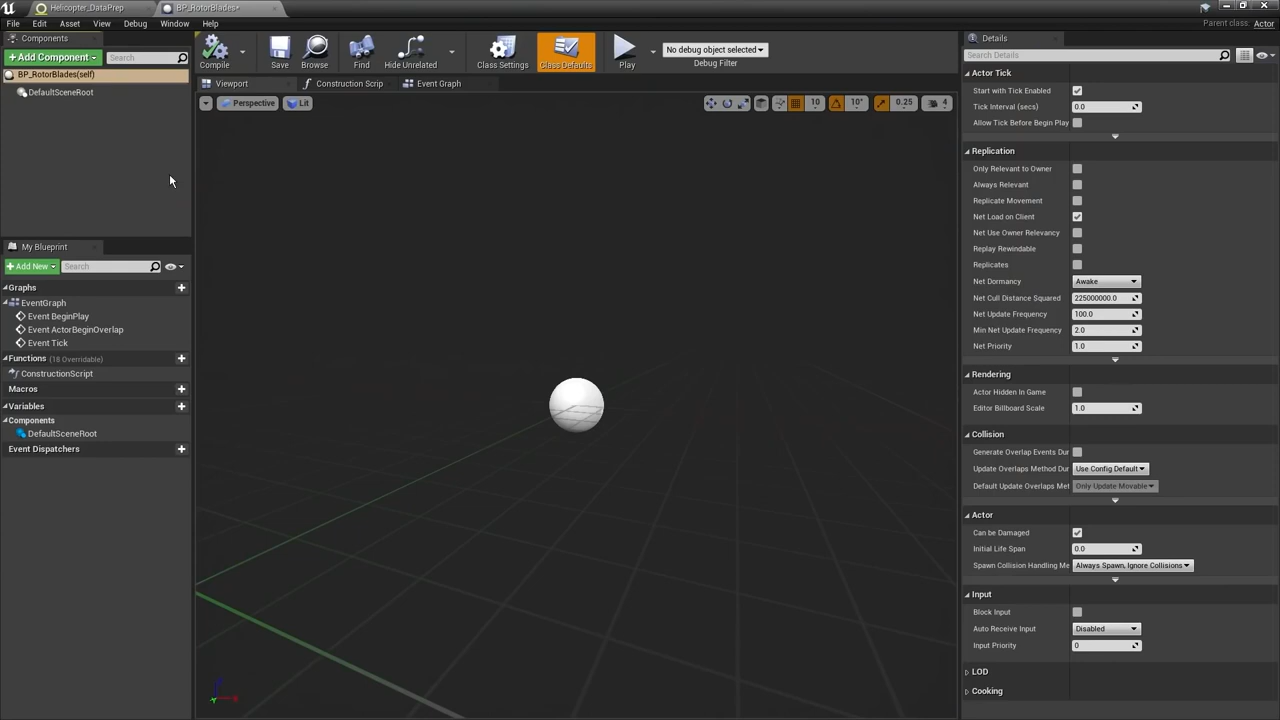 Helicopter_DataPrep
BP_RotorBlades*
File Edit Asset View Debug Window Help
Parent class: Actor
Components
+Add Component
Search
BP_RotorBlades(self)
DefaultSceneRoot
My Blueprint
+Add New
Search
Graphs
EventGraph
Event BeginPlay
Event ActorBeginOverlap
Event Tick
Functions (18 Overridable)
ConstructionScript
Macros
Variables
Components
DefaultSceneRoot
Event Dispatchers
Compile
Save
Browse
Find
Hide Unrelated
Class Settings
Class Defaults
Play
No debug object selected
Debug Filter
Viewport
Construction Scrip
Event Graph
Perspective
Lit
10
10°
0.25
4
Details
Search Details
Actor Tick
Start with Tick Enabled
Tick Interval (secs) 0.0
Allow Tick Before Begin Play
Replication
Only Relevant to Owner
Always Relevant
Replicate Movement
Net Load on Client
Net Use Owner Relevancy
Replay Rewindable
Replicates
Net Dormancy Awake
Net Cull Distance Squared 225000000.0
Net Update Frequency 100.0
Min Net Update Frequency 2.0
Net Priority 1.0
Rendering
Actor Hidden In Game
Editor Billboard Scale 1.0
Collision
Generate Overlap Events Dur
Update Overlaps Method Dur Use Config Default
Default Update Overlaps Met Only Update Movable
Actor
Can be Damaged
Initial Life Span 0.0
Spawn Collision Handling Me Always Spawn, Ignore Collisions
Input
Block Input
Auto Receive Input Disabled
Input Priority 0
LOD
Cooking